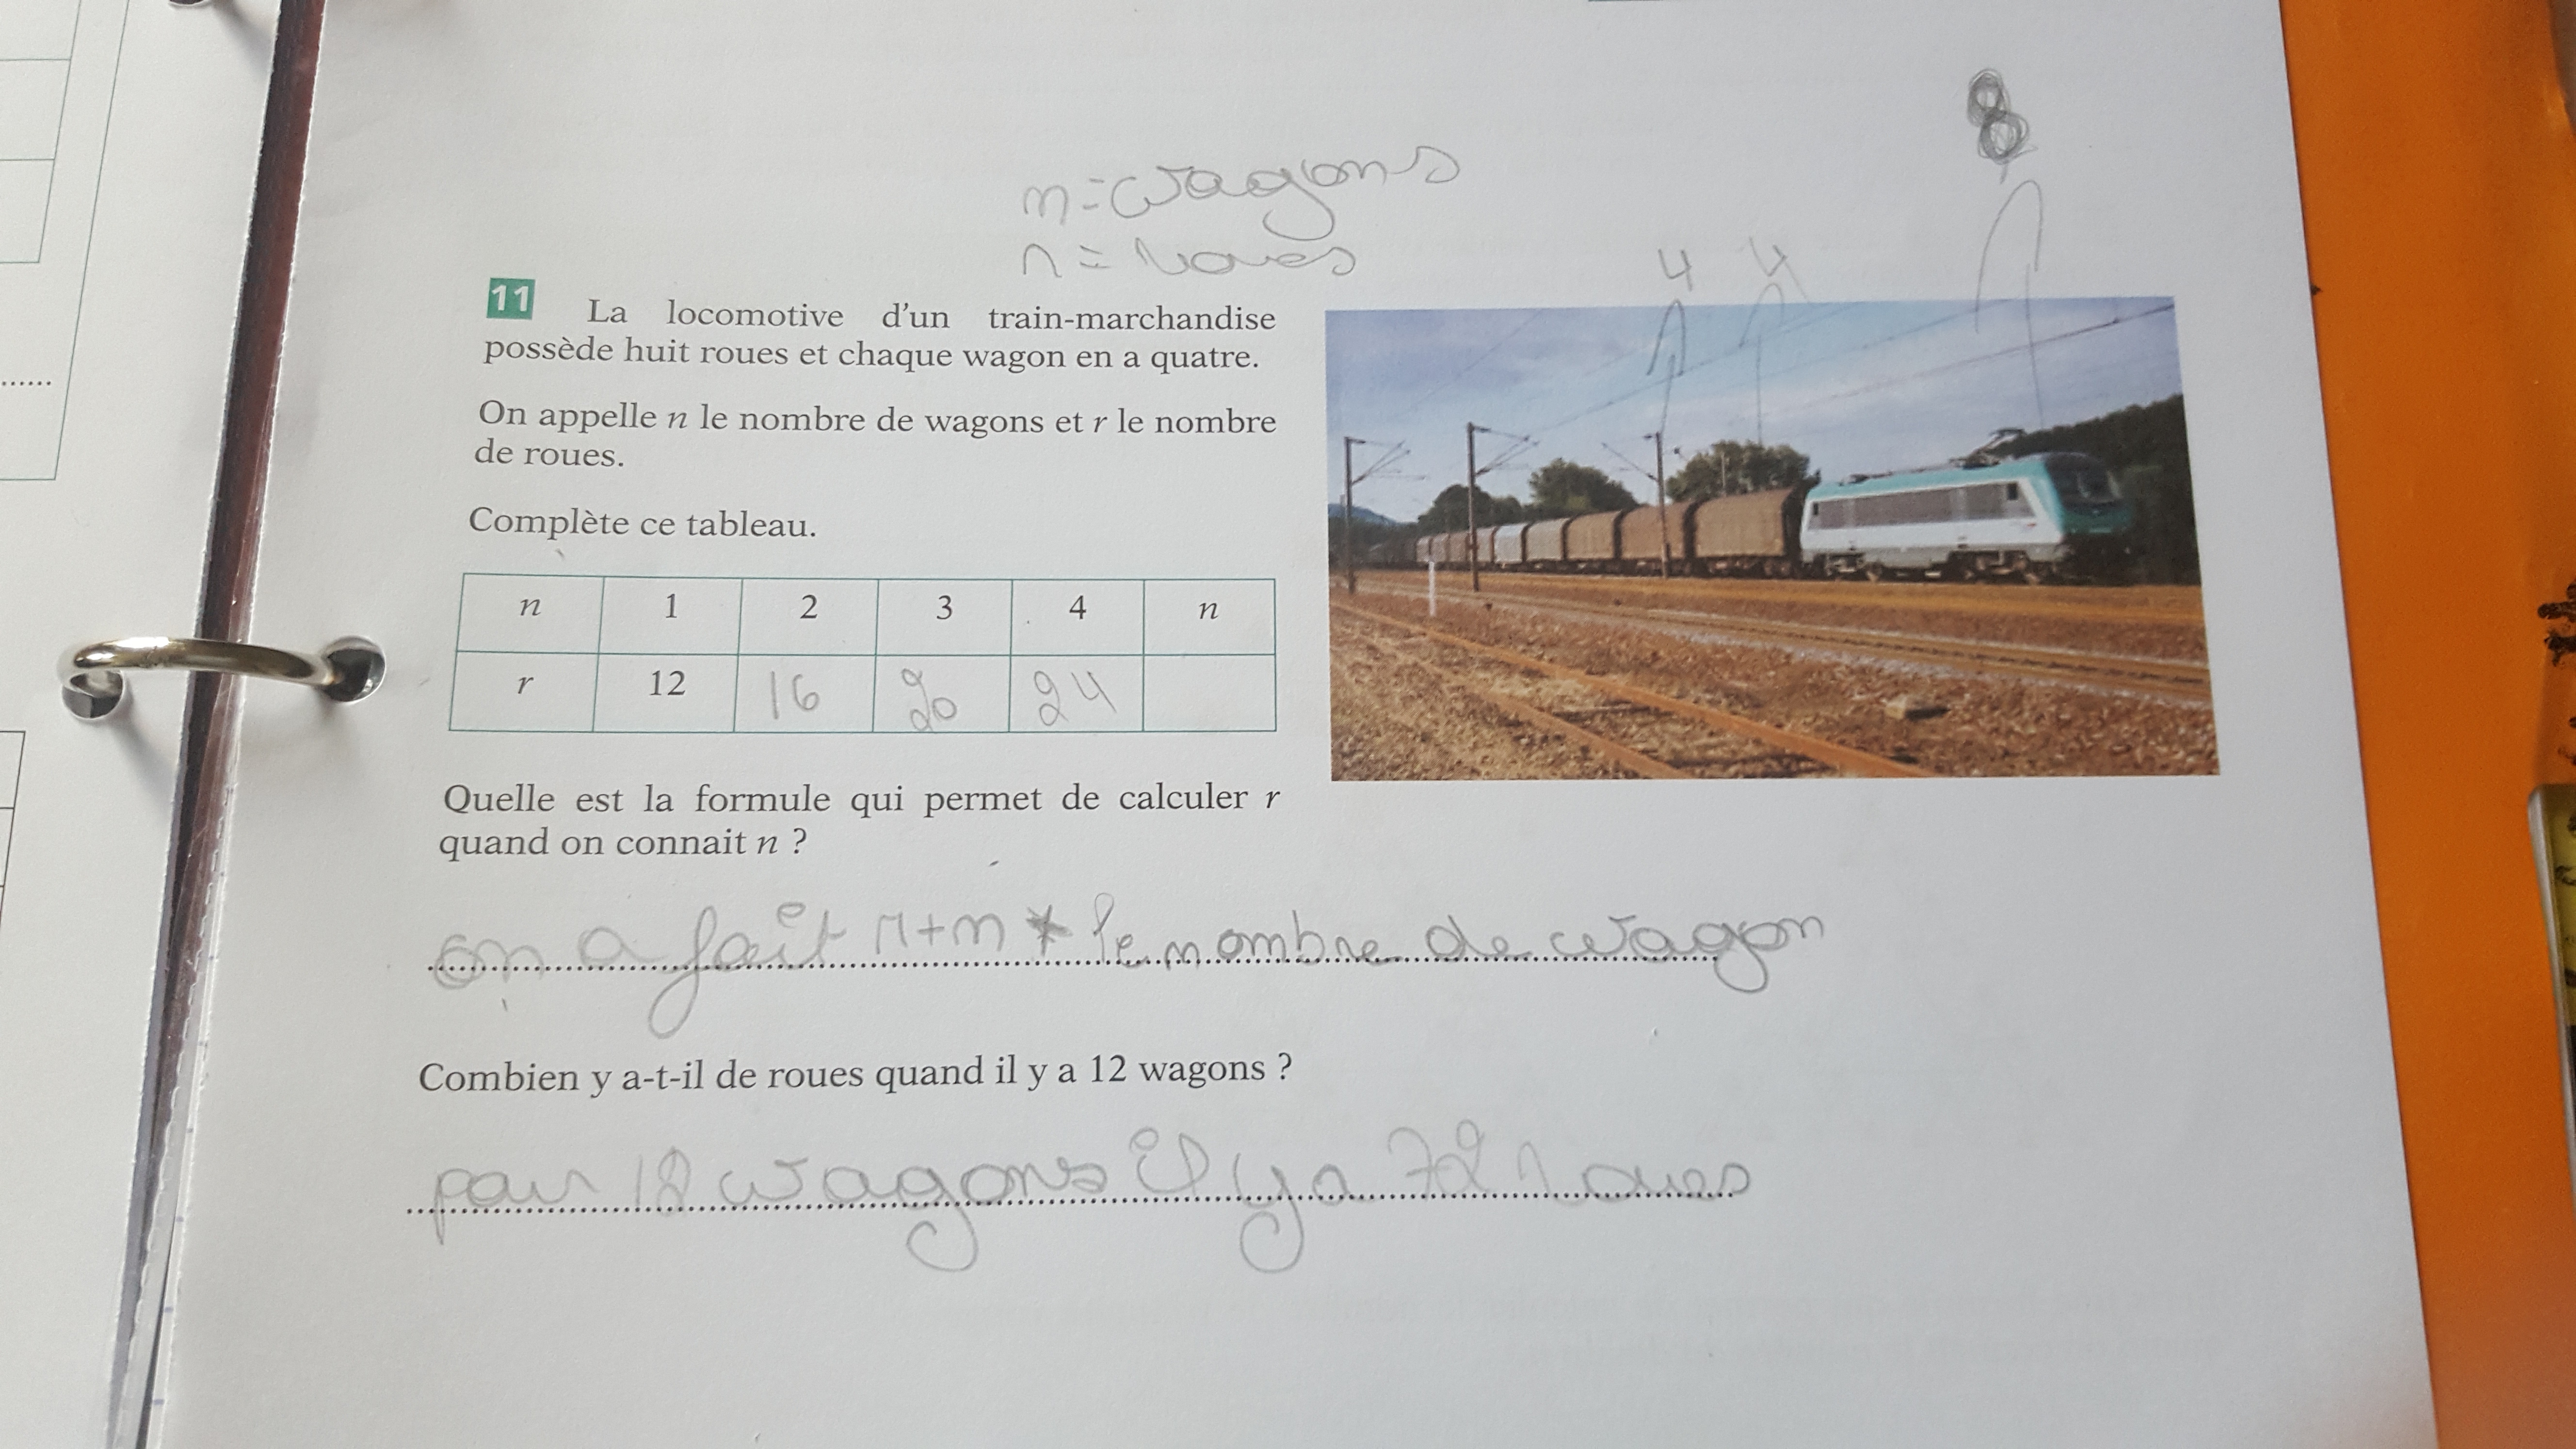 8
n = wagons
r = roues
4 4
11 La locomotive d'un train-marchandise
possède huit roues et chaque wagon en a quatre.
On appelle n le nombre de wagons et r le nombre
de roues.
Complète ce tableau.
n 1 2 3 4 n
r 12 16 20 24
Quelle est la formule qui permet de calculer r
quand on connait n ?
on a fait r+n * le nombre de wagon
Combien y a-t-il de roues quand il y a 12 wagons ?
pour 12 wagons il y a 72 roues